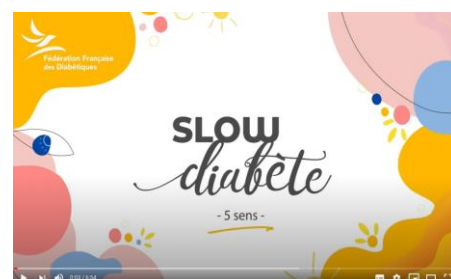 Fédération Française
des Diabétiques
SLOW
diabète
- 5 sens -